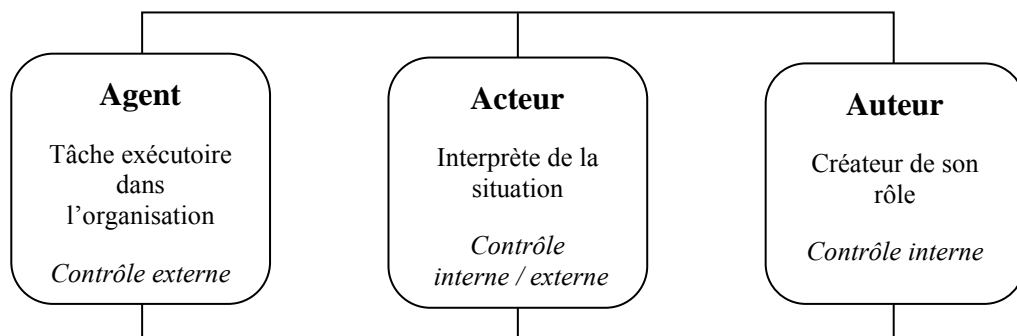 Agent
Tâche exécutoire
dans
l’organisation
Contrôle externe
Acteur
Interprète de la
situation
Contrôle
interne / externe
Auteur
Créateur de son
rôle
Contrôle interne